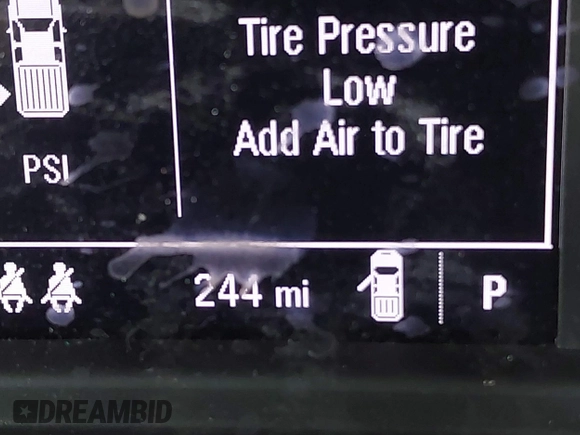 Tire Pressure
Low
Add Air to Tire
PSI
244 mi
P
DREAMBID